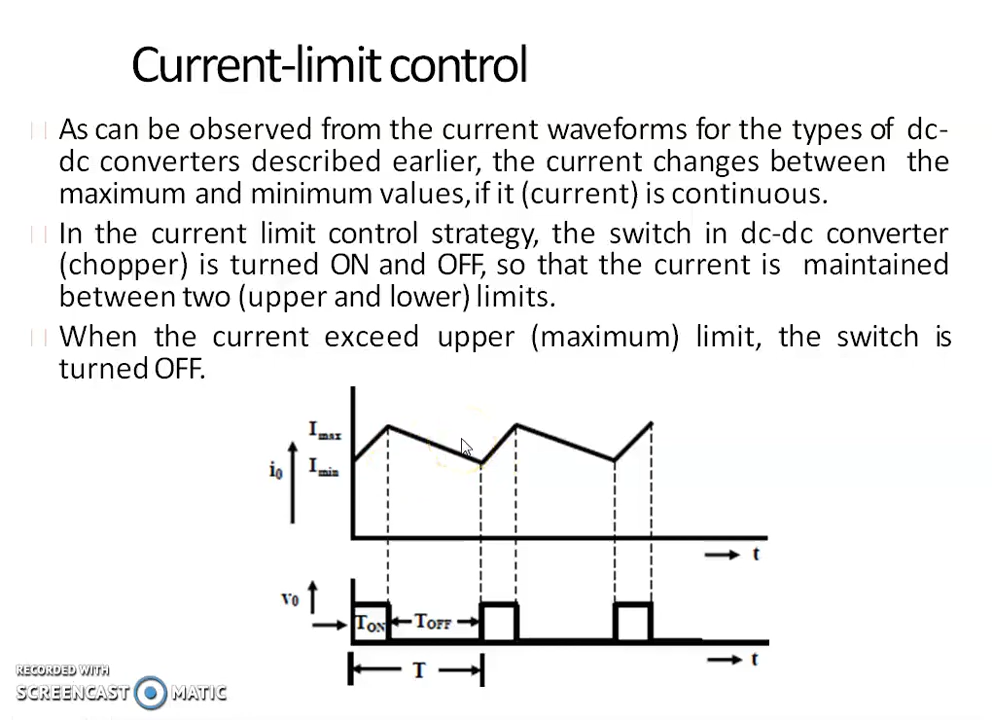 Current-limit control
As can be observed from the current waveforms for the types of dc-
dc converters described earlier, the current changes between the
maximum and minimum values, if it (current) is continuous.
In the current limit control strategy, the switch in dc-dc converter
(chopper) is turned ON and OFF, so that the current is maintained
between two (upper and lower) limits.
When the current exceed upper (maximum) limit, the switch is
turned OFF.
Imax
i0
Imin
t
v0
TON
TOFF
t
T
RECORDED WITH
SCREENCAST MATIC